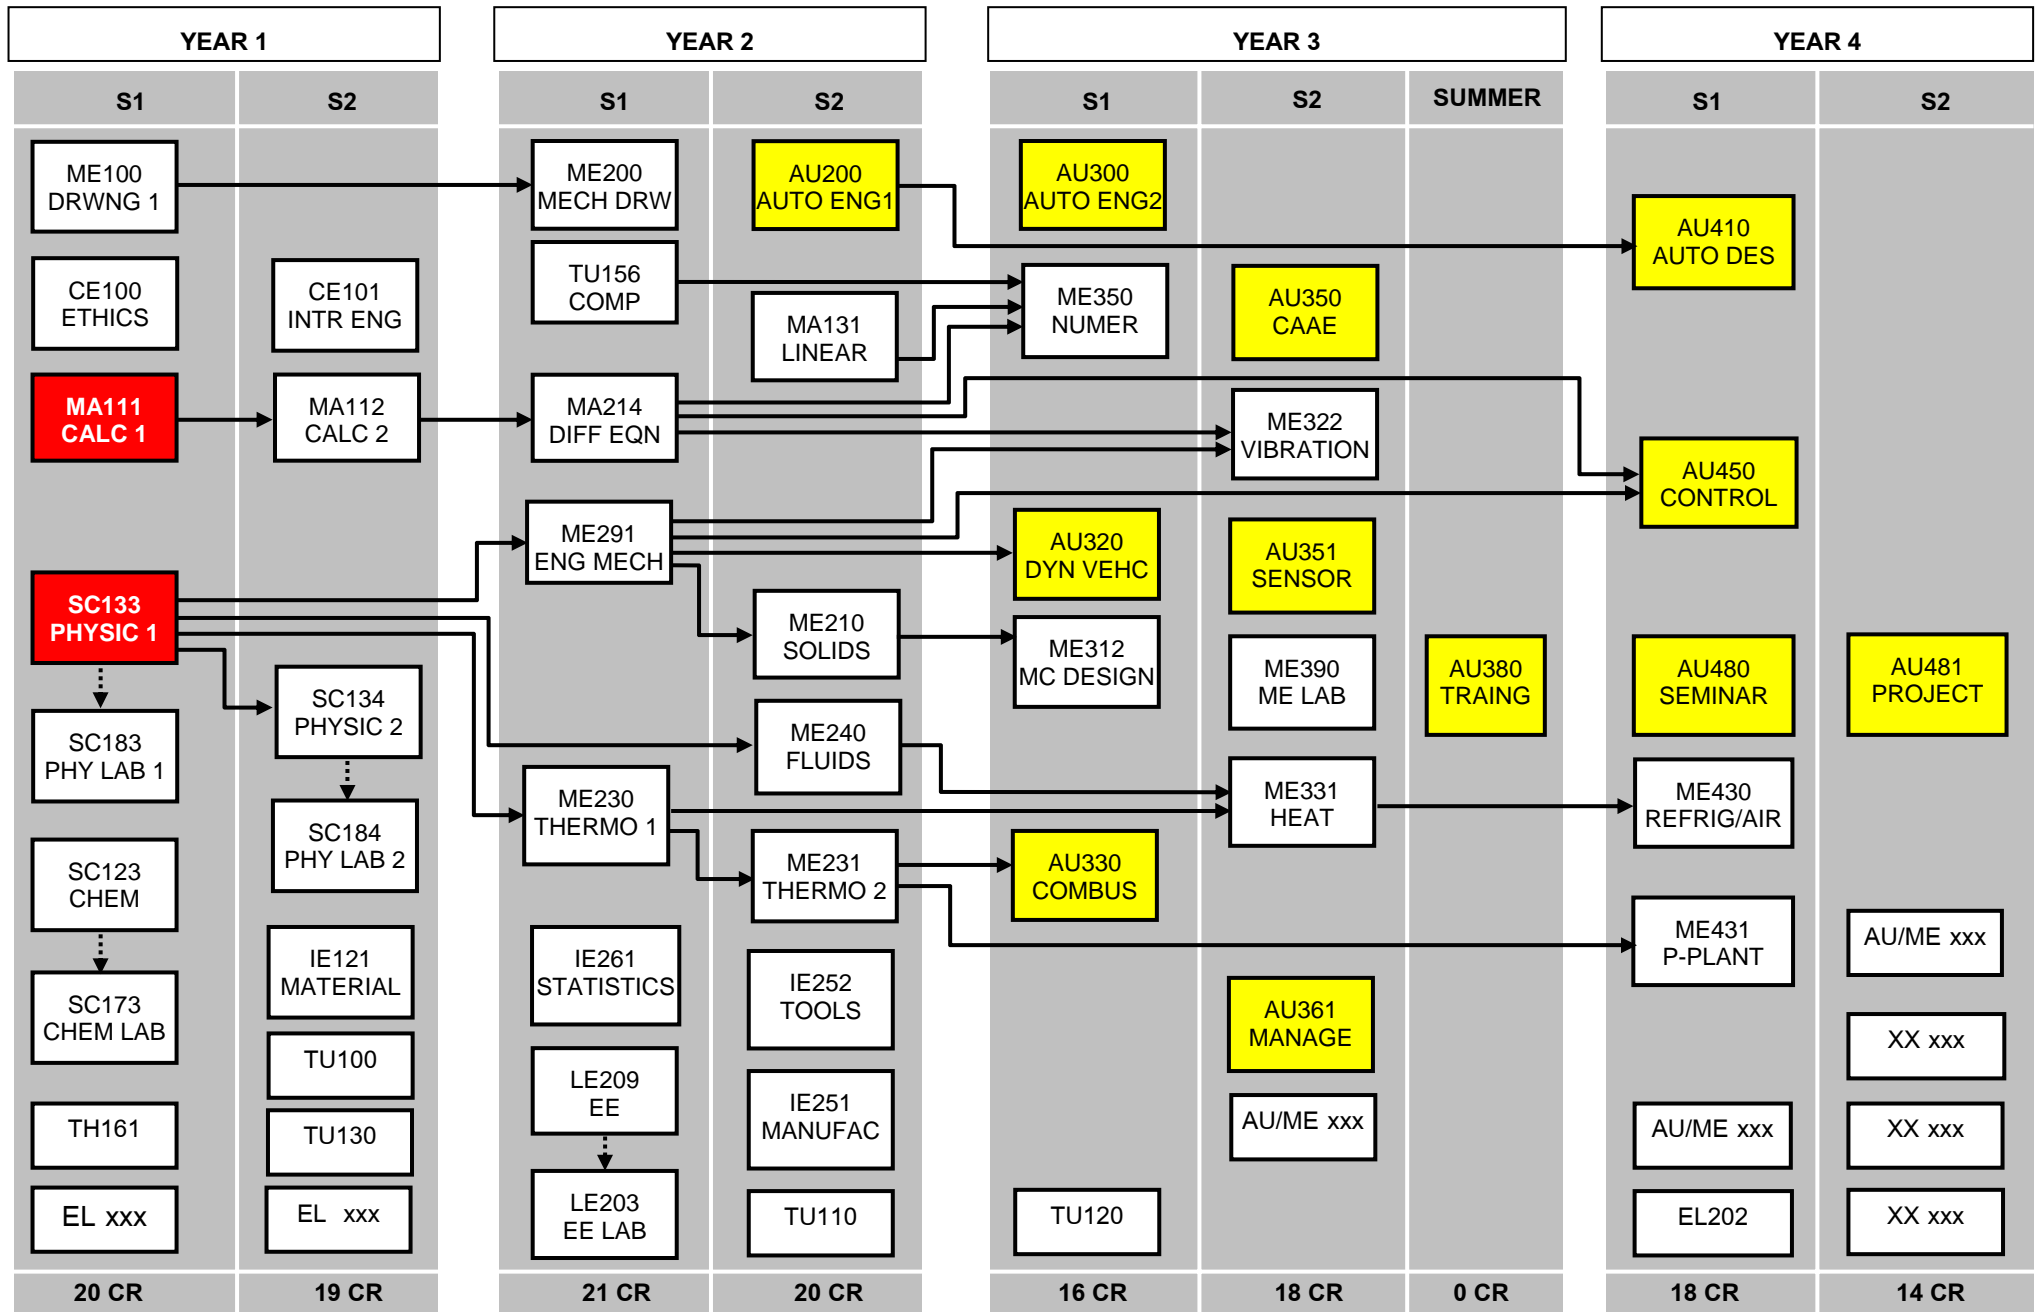 YEAR 1
YEAR 2
YEAR 3
YEAR 4
S1
S2
S1
S2
S1
S2
SUMMER
S1
S2
ME100
DRWNG 1
CE100
ETHICS
MA111
CALC 1
SC133
PHYSIC 1
SC183
PHY LAB 1
SC123
CHEM
SC173
CHEM LAB
TH161
EL xxx
20 CR
CE101
INTR ENG
MA112
CALC 2
SC134
PHYSIC 2
SC184
PHY LAB 2
IE121
MATERIAL
TU100
TU130
EL xxx
19 CR
ME200
MECH DRW
TU156
COMP
MA214
DIFF EQN
ME291
ENG MECH
ME230
THERMO 1
IE261
STATISTICS
LE209
EE
LE203
EE LAB
21 CR
AU200
AUTO ENG1
MA131
LINEAR
ME210
SOLIDS
ME240
FLUIDS
ME231
THERMO 2
IE252
TOOLS
IE251
MANUFAC
TU110
20 CR
AU300
AUTO ENG2
ME350
NUMER
AU320
DYN VEHC
ME312
MC DESIGN
AU330
COMBUS
TU120
16 CR
AU350
CAAE
ME322
VIBRATION
AU351
SENSOR
ME390
ME LAB
ME331
HEAT
AU361
MANAGE
AU/ME xxx
18 CR
AU380
TRAING
0 CR
AU410
AUTO DES
AU450
CONTROL
AU480
SEMINAR
ME430
REFRIG/AIR
ME431
P-PLANT
AU/ME xxx
EL202
18 CR
AU481
PROJECT
AU/ME xxx
XX xxx
XX xxx
XX xxx
14 CR